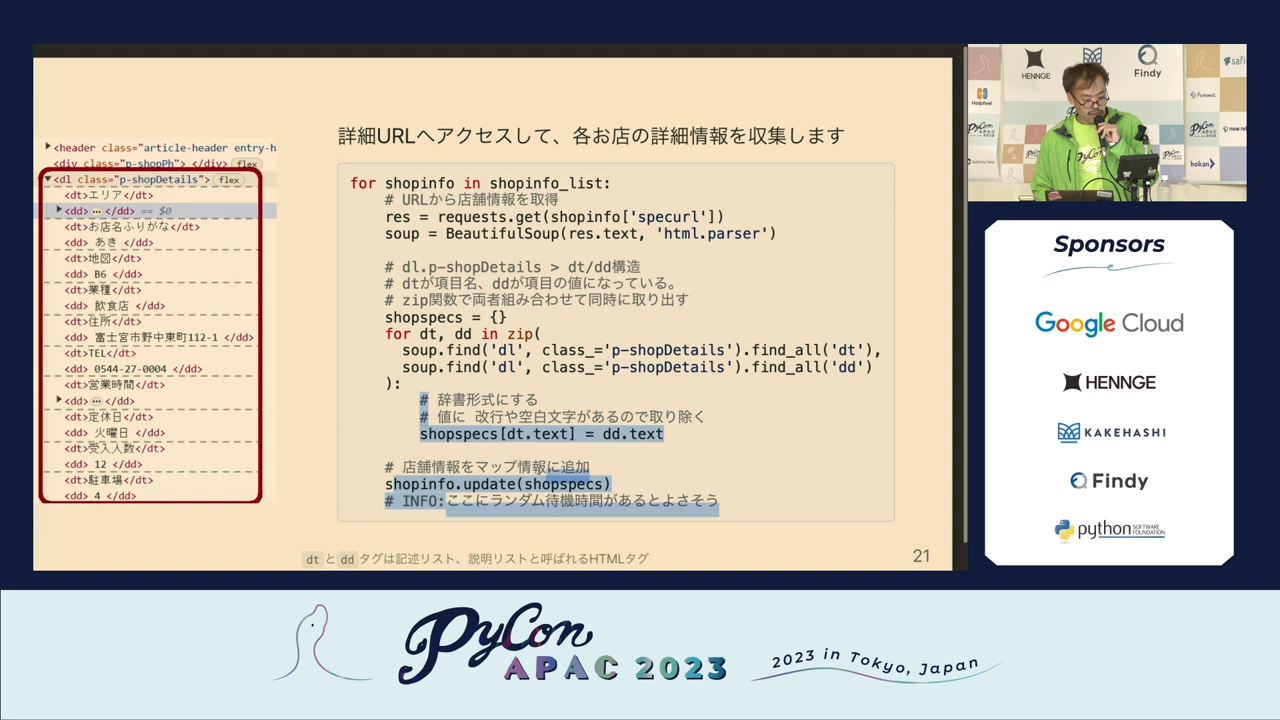 詳細URLへアクセスして、各お店の詳細情報を収集します
<header class="article-header entry-h
<div class="p-shopPh"> </div> flex
<dl class="p-shopDetails"> flex
<dt>エリア</dt>
<dd> … </dd> == $0
<dt>お店名ふりがな</dt>
<dd> あき </dd>
<dt>地図</dt>
<dd> B6 </dd>
<dt>業種</dt>
<dd> 飲食店 </dd>
<dt>住所</dt>
<dd> 富士宮市野中東町112-1 </dd>
<dt>TEL</dt>
<dd> 0544-27-0004 </dd>
<dt>営業時間</dt>
<dd> … </dd>
<dt>定休日</dt>
<dd> 火曜日 </dd>
<dt>受入人数</dt>
<dd> 12 </dd>
<dt>駐車場</dt>
<dd> 4 </dd>
for shopinfo in shopinfo_list:
# URLから店舗情報を取得
res = requests.get(shopinfo['specurl'])
soup = BeautifulSoup(res.text, 'html.parser')
# dl.p-shopDetails > dt/dd構造
# dtが項目名、ddが項目の値になっている。
# zip関数で両者組み合わせて同時に取り出す
shopspecs = {}
for dt, dd in zip(
soup.find('dl', class_='p-shopDetails').find_all('dt'),
soup.find('dl', class_='p-shopDetails').find_all('dd')
):
# 辞書形式にする
# 値に 改行や空白文字があるので取り除く
shopspecs[dt.text] = dd.text
# 店舗情報をマップ情報に追加
shopinfo.update(shopspecs)
# INFO:ここにランダム待機時間があるとよさそう
dt と dd タグは記述リスト、説明リストと呼ばれるHTMLタグ
21
HENNGE
Findy
Helpfeel
PyCon
APAC
hokan
Sponsors
Google Cloud
HENNGE
KAKEHASHI
Findy
python SOFTWARE FOUNDATION
PyCon
APAC 2023
2023 in Tokyo, Japan